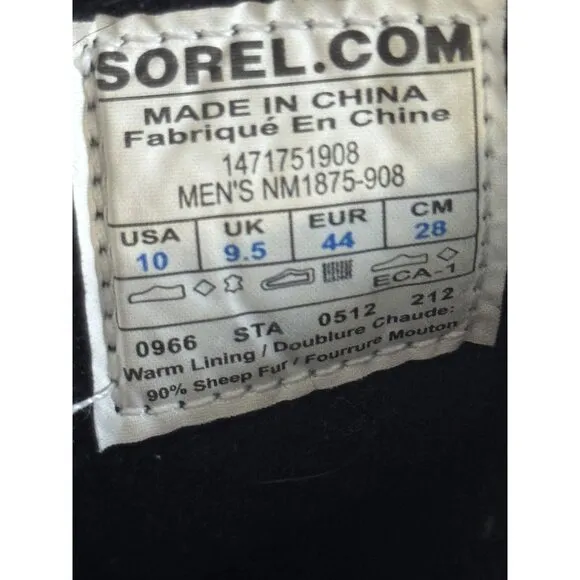 SOREL.COM
MADE IN CHINA
Fabriqué En Chine
1471751908
MEN'S NM1875-908
USA UK EUR CM
10 9.5 44 28
ECA-1
0966 STA 0512 212
Warm Lining / Doublure Chaude:
90% Sheep Fur / Fourrure Mouton